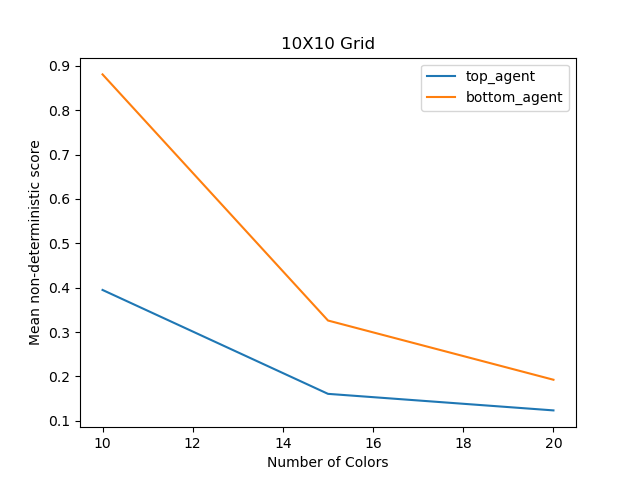 10X10 Grid
top_agent
bottom_agent
Mean non-deterministic score
0.9
0.8
0.7
0.6
0.5
0.4
0.3
0.2
0.1
10 12 14 16 18 20
Number of Colors